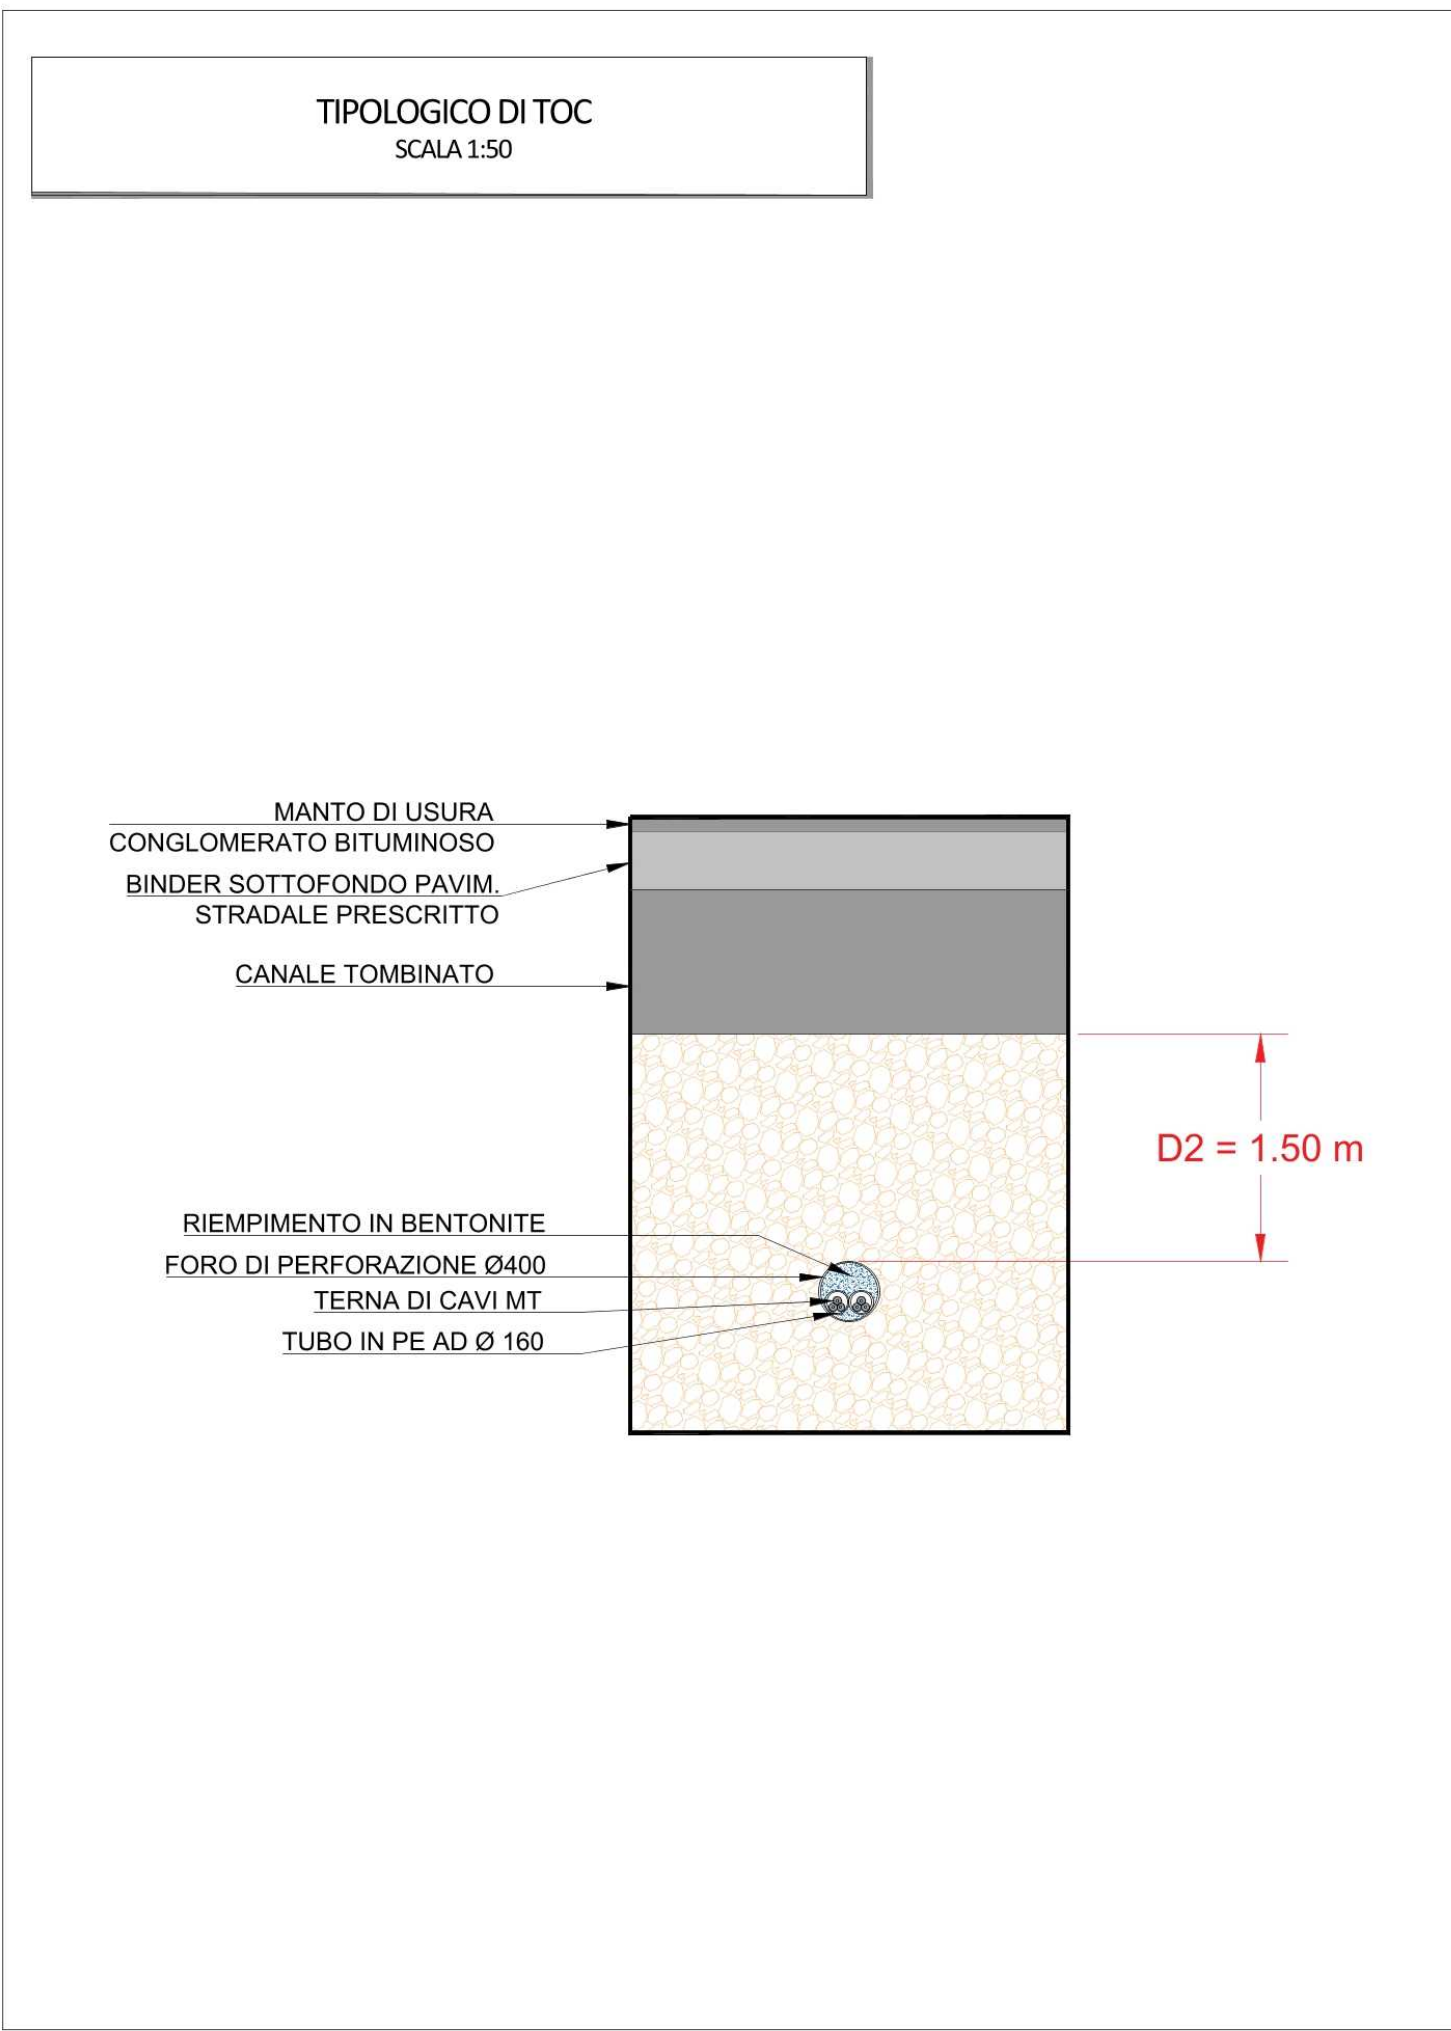 TIPOLOGICO DI TOC
SCALA 1:50
MANTO DI USURA
CONGLOMERATO BITUMINOSO
BINDER SOTTOFONDO PAVIM.
STRADALE PRESCRITTO
CANALE TOMBINATO
D2 = 1.50 m
RIEMPIMENTO IN BENTONITE
FORO DI PERFORAZIONE Ø400
TERNA DI CAVI MT
TUBO IN PE AD Ø 160